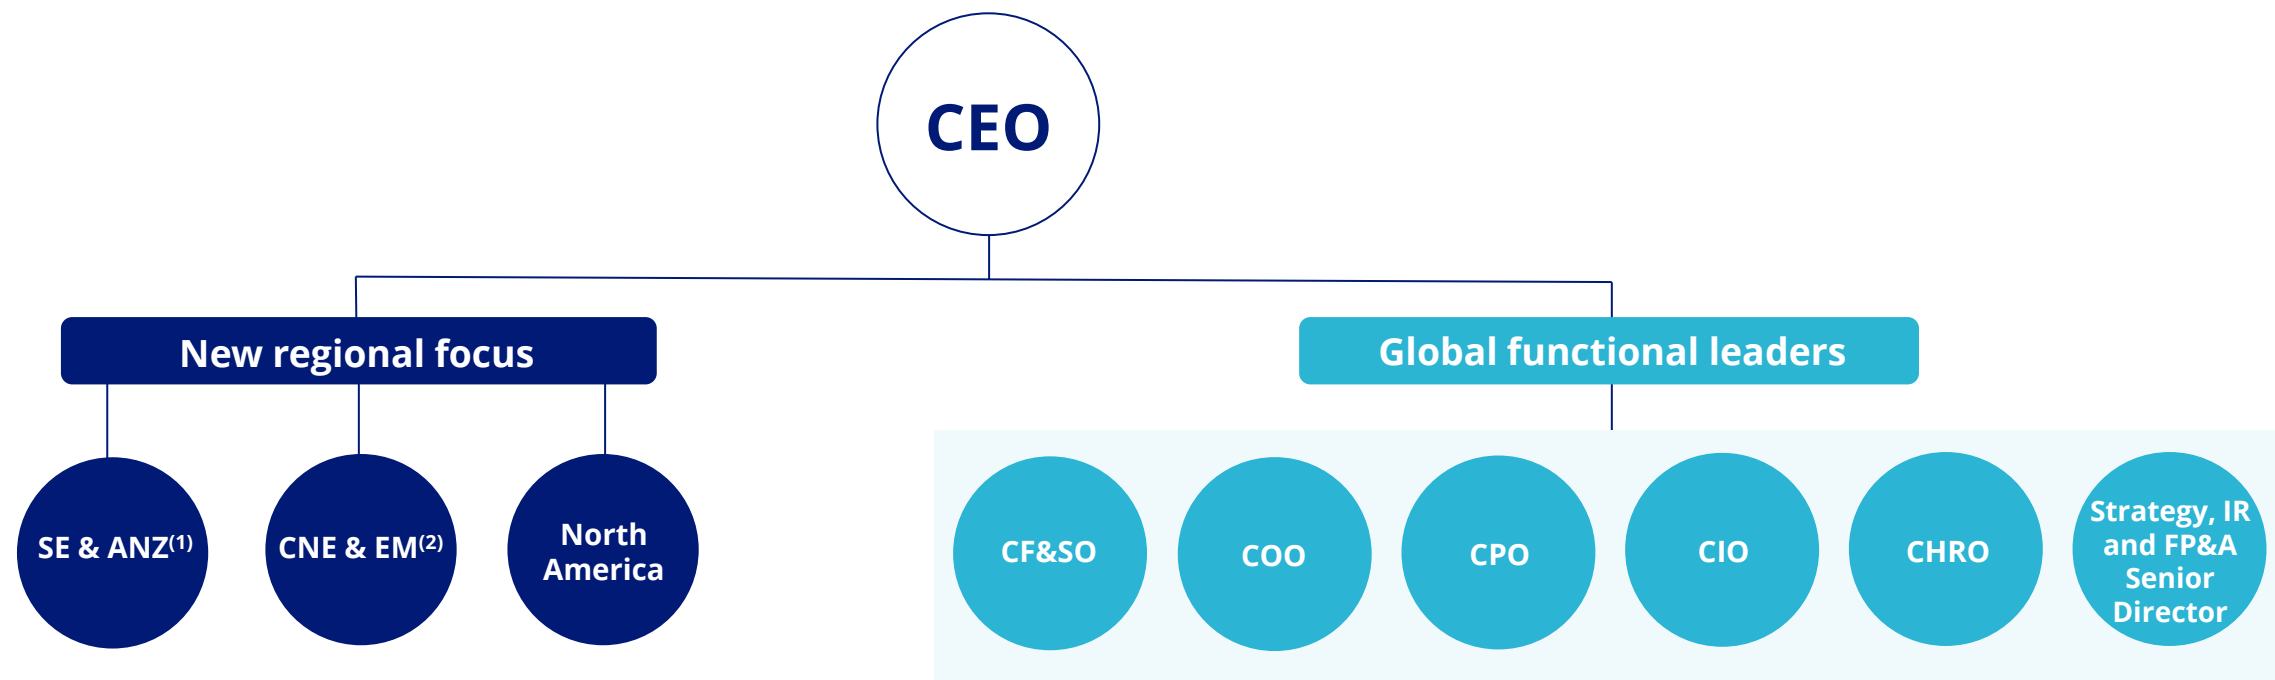 CEO
New regional focus
Global functional leaders
SE & ANZ(1)
CNE & EM(2)
North
America
CF&SO
COO
CPO
CIO
CHRO
Strategy, IR
and FP&A
Senior
Director